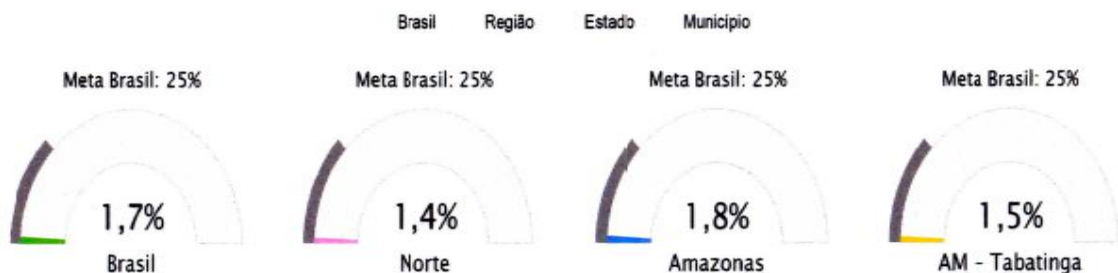 Brasil Região Estado Município
Meta Brasil: 25% Meta Brasil: 25% Meta Brasil: 25% Meta Brasil: 25%
1,7% 1,4% 1,8% 1,5%
Brasil Norte Amazonas AM - Tabatinga